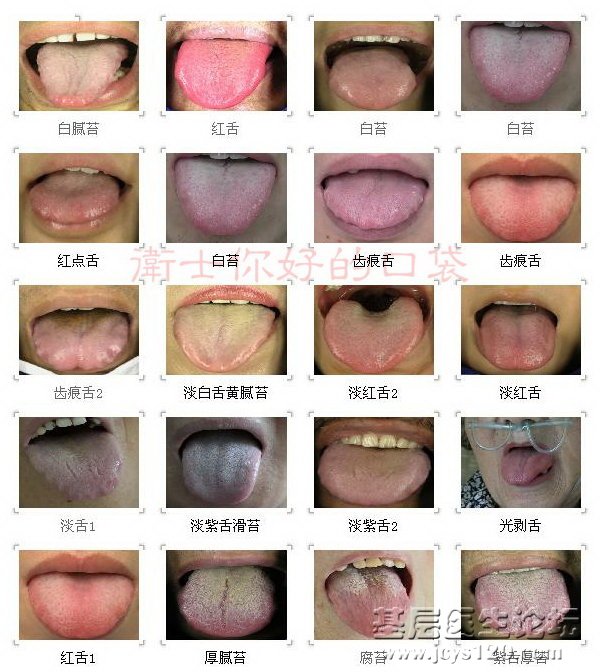 白腻苔 红舌 白苔 白苔
红点舌 白苔 齿痕舌 齿痕舌
衛士你好的口袋
齿痕舌2 淡白舌黄腻苔 淡红舌2 淡红舌
淡舌1 淡紫舌滑苔 淡紫舌2 光剥舌
红舌1 厚腻苔 腐苔 紫舌厚苔
基层医生论坛
www.jcys120.com